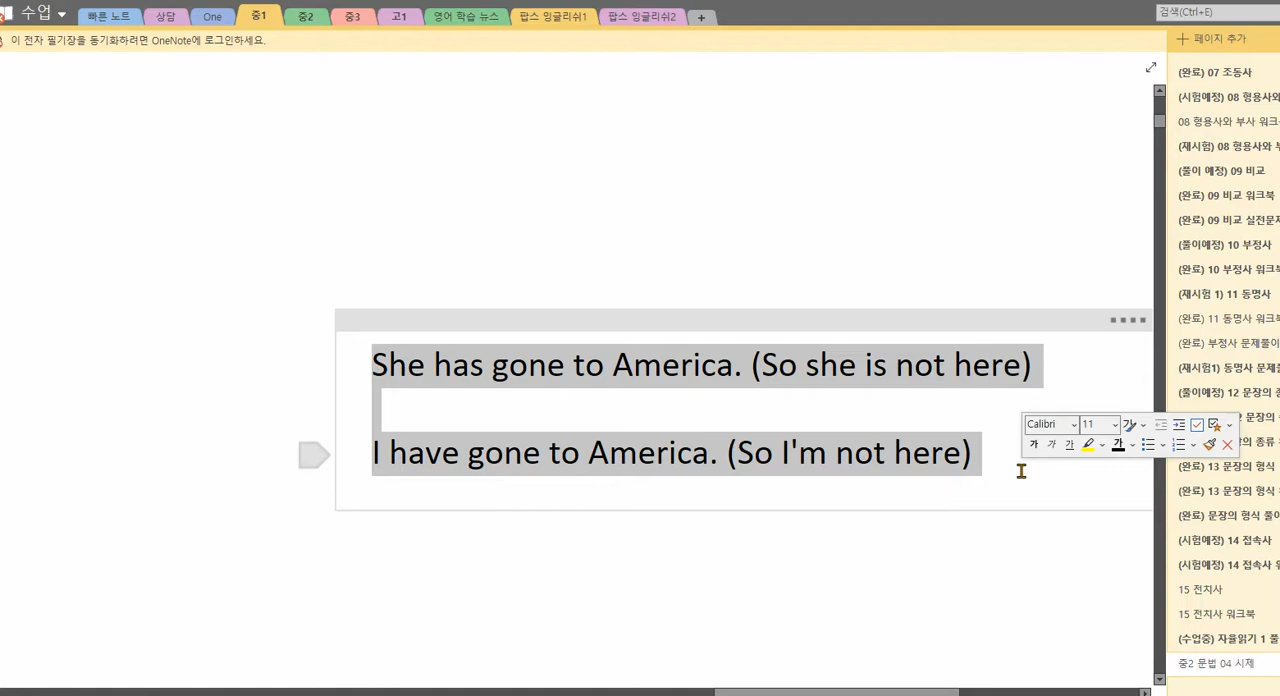 수업
빠른 노트
상담
One
중1
중2
중3
고1
영어 학습 뉴스
팝스 잉글리쉬1
팝스 잉글리쉬2
검색(Ctrl+E)
이 전자 필기장을 동기화하려면 OneNote에 로그인하세요.
페이지 추가
She has gone to America. (So she is not here)
I have gone to America. (So I'm not here)
Calibri 11
가 가 가 가
(완료) 07 조동사
(시험예정) 08 형용사와
08 형용사와 부사 워크
(재시험) 08 형용사와
(풀이 예정) 09 비교
(완료) 09 비교 워크북
(완료) 09 비교 실전문
(풀이예정) 10 부정사
(완료) 10 부정사 워크북
(재시험 1) 11 동명사
(완료) 11 동명사 워크북
(완료) 부정사 문제풀이
(재시험1) 동명사 문제
(풀이예정) 12 문장의
2 문장의
문장의 종류
(완료) 13 문장의 형식
(완료) 13 문장의 형식
(완료) 문장의 형식 풀이
(시험예정) 14 접속사
(시험예정) 14 접속사
15 전치사
15 전치사 워크북
(수업중) 자율읽기 1 풀
중2 문법 04 시제